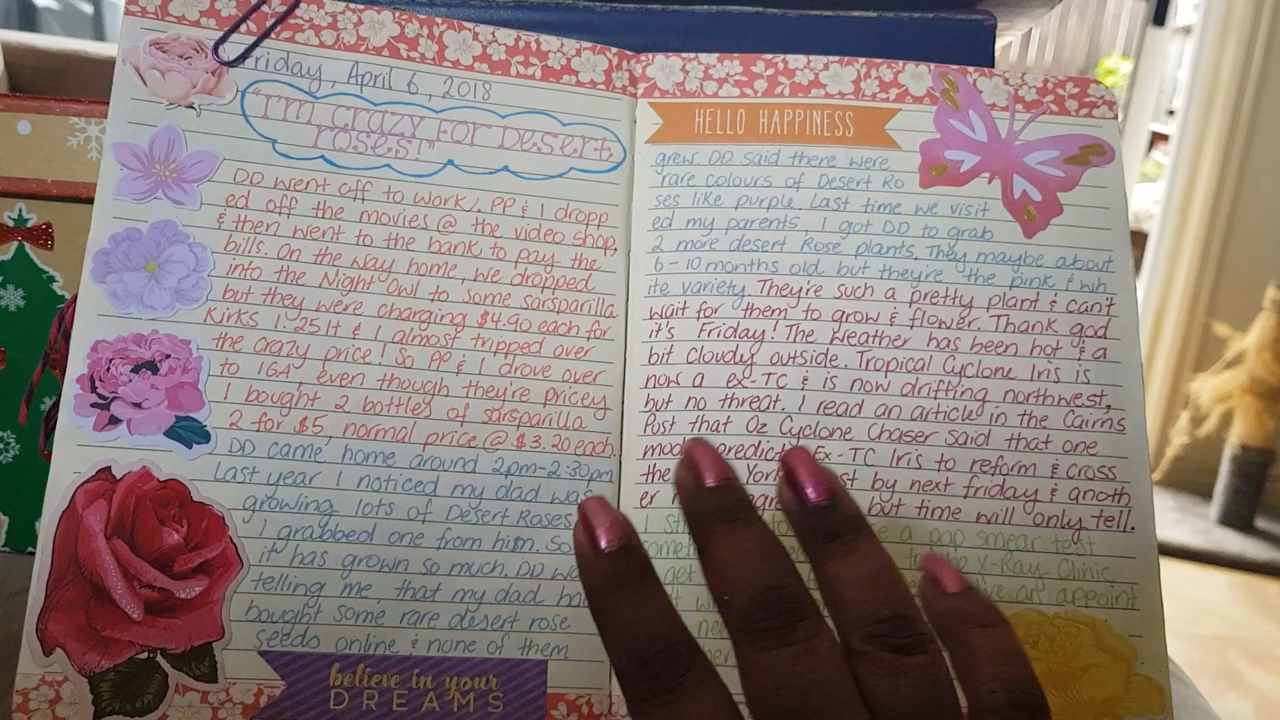 Friday, April 6, 2018
"I'm crazy for Desert
roses!"
DD went off to work, PP & I dropp
ed off the movies @ the video shop,
& then went to the bank to pay the
bills. On the way home, we dropped
into the Night Owl to some sarsparilla
but they were charging $4.90 each for
Kirks 1.25lt & I almost tripped over
the crazy price! So PP & I drove over
to IGA, even though they're pricey
I bought 2 bottles of sarsparilla
2 for $5, normal price @ $3.20 each.
DD came home around 2pm-2:30pm
Last year I noticed my dad was
growing lots of Desert Roses
I grabbed one from him. So
it has grown so much. DD
telling me, that my dad
bought some rare desert rose
seeds online & none of them
believe in your
DREAMS
HELLO HAPPINESS
grew. DD said there were
rare colours of Desert Ro
ses like purple. Last time we visit
ed my parents, I got DD to grab
2 more desert Rose plants. They maybe about
6-10 months old but they're the pink & wh
ite variety. They're such a pretty plant & can't
wait for them to grow & flower. Thank god
it's Friday! The weather has been hot & a
bit cloudy outside. Tropical Cyclone Iris is
now a ex-TC & is now drifting northwest,
but no threat. I read an article in the Cairns
Post that Oz Cyclone Chaser said that one
Ex-TC Iris to reform & cross
the by next friday & anoth
er but time will only tell.
I a pap smear test
X-Ray Clinic
get an appoint